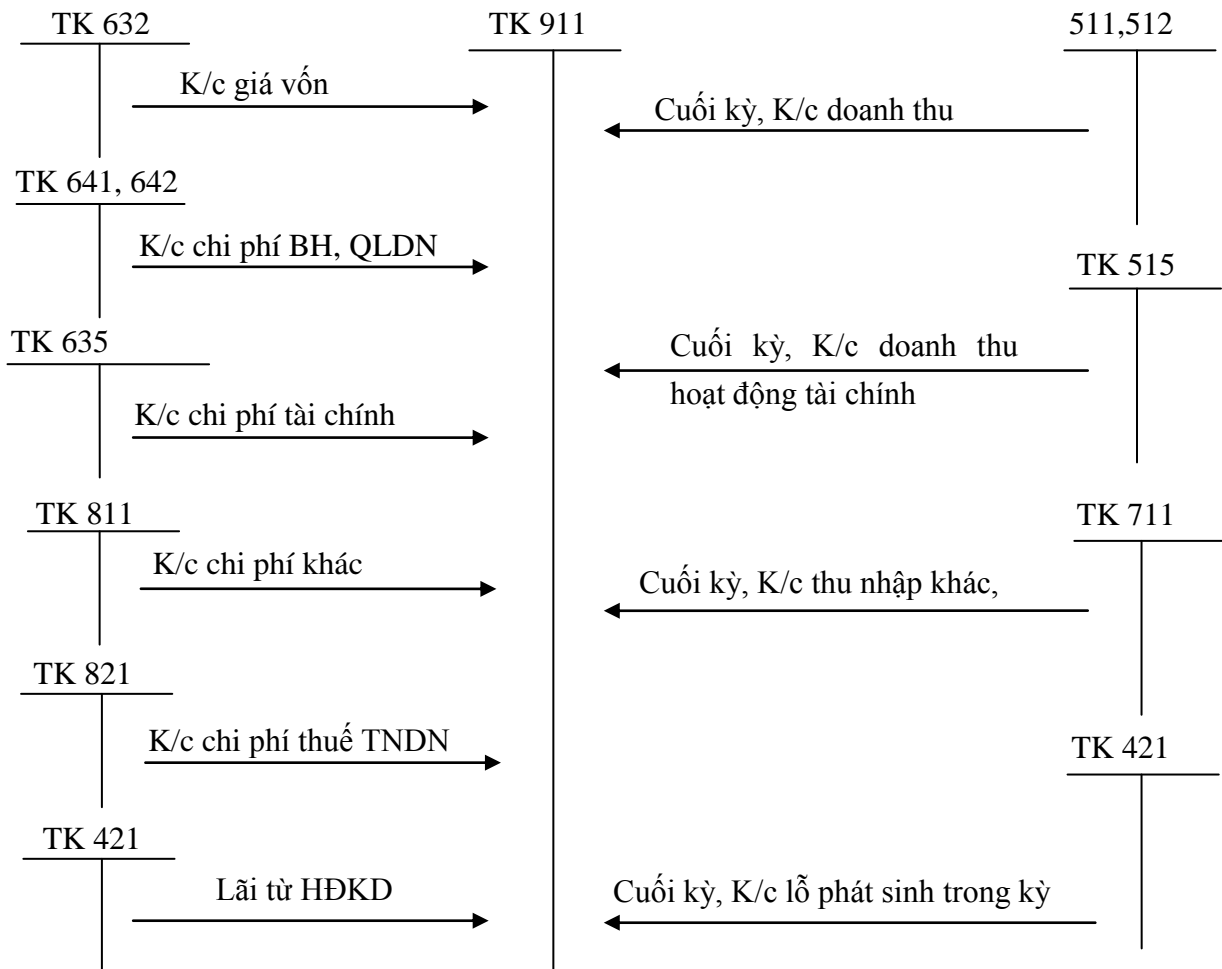 TK 632
TK 911
511,512
K/c giá vốn
Cuối kỳ, K/c doanh thu
TK 641, 642
K/c chi phí BH, QLDN
TK 515
TK 635
Cuối kỳ, K/c doanh thu
hoạt động tài chính
K/c chi phí tài chính
TK 811
TK 711
K/c chi phí khác
Cuối kỳ, K/c thu nhập khác,
TK 821
K/c chi phí thuế TNDN
TK 421
TK 421
Lãi từ HĐKD
Cuối kỳ, K/c lỗ phát sinh trong kỳ